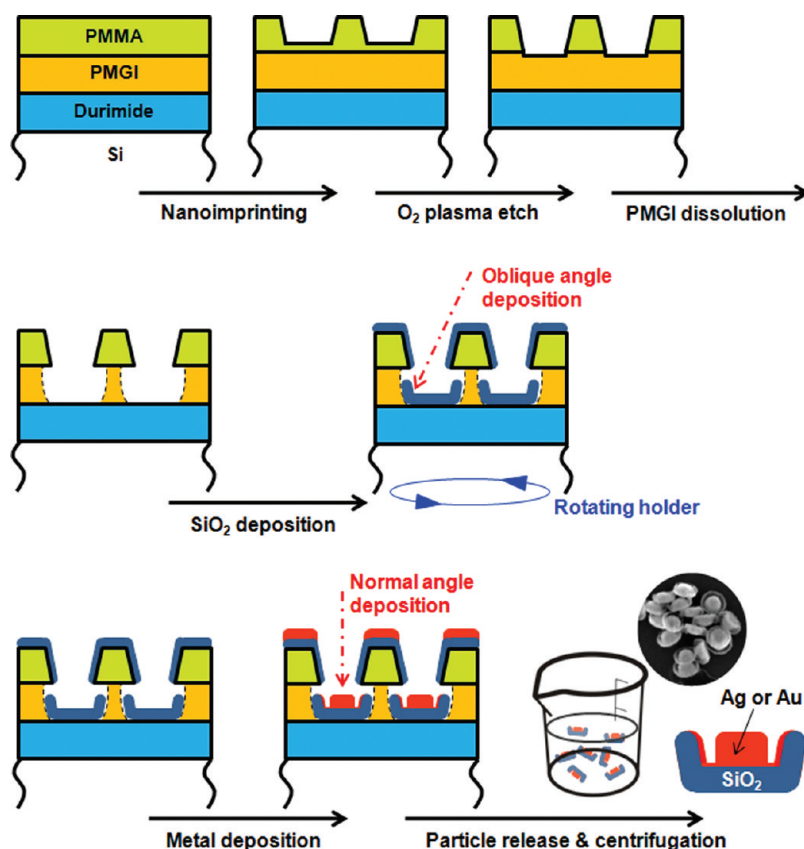 PMMA
PMGI
Durimide
Si
Nanoimprinting
O₂ plasma etch
PMGI dissolution
Oblique angle
deposition
SiO₂ deposition
Rotating holder
Normal angle
deposition
Ag or Au
SiO₂
Metal deposition
Particle release & centrifugation